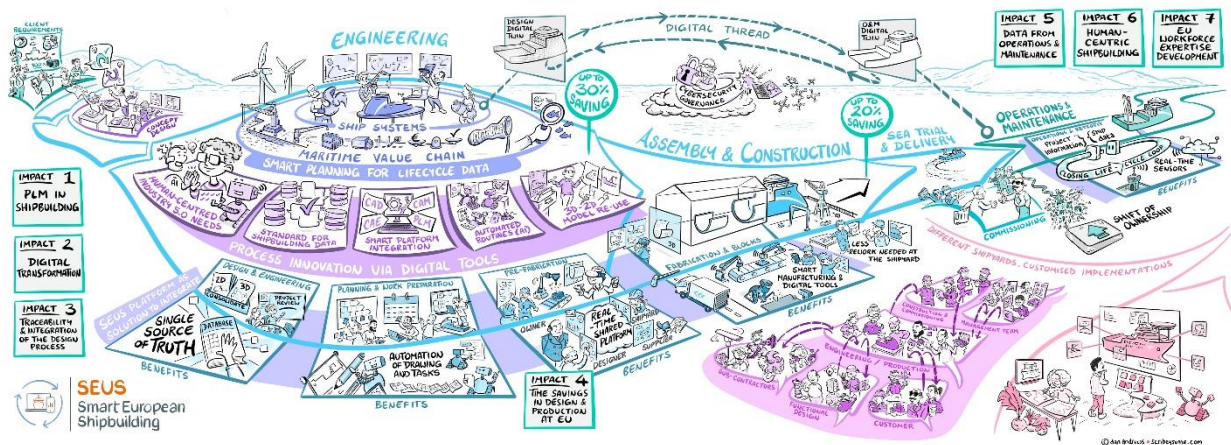 CLIENT
REQUIREMENTS
CONCEPT
DESIGN
ENGINEERING
SHIP SYSTEMS
MARITIME VALUE CHAIN
SMART PLANNING FOR LIFECYCLE DATA
DESIGN
DIGITAL
TWIN
DIGITAL THREAD
O&M
DIGITAL
TWIN
CYBERSECURITY
GOVERNANCE
UP TO
30%
SAVING
UP TO
20%
SAVING
IMPACT 5
DATA FROM
OPERATIONS &
MAINTENANCE
IMPACT 6
HUMAN-
CENTRIC
SHIPBUILDING
IMPACT 7
EU
WORKFORCE
EXPERTISE
DEVELOPMENT
IMPACT 1
PLM IN
SHIPBUILDING
IMPACT 2
DIGITAL
TRANSFORMATION
IMPACT 3
TRACEABILITY
& INTEGRATION
OF THE DESIGN
PROCESS
AI
HUMAN-CENTRED
INDUSTRY 5.0 NEEDS
STANDARD FOR
SHIPBUILDING DATA
CAD
CAM
CAE
PLM
SMART PLATFORM
INTEGRATION
AUTOMATED
ROUTINES (AI)
3D-2D
MODEL RE-USE
PROCESS INNOVATION VIA DIGITAL TOOLS
SEUS PLATFORM AS
SOLUTION TO INTEGRATE
DESIGN & ENGINEERING
2D
3D
CONSOLIDATE
PROJECT
REVIEW
SINGLE
SOURCE
OF TRUTH
DATABASE
BENEFITS
PLANNING & WORK PREPARATION
AUTOMATION
OF DRAWING
AND TASKS
BENEFITS
PRE-FABRICATION
OWNER
REAL
TIME
SHARED
PLATFORM
SHIPYARD
SUPPLIER
DESIGNER
BENEFITS
IMPACT 4
TIME SAVINGS
IN DESIGN &
PRODUCTION
AT EU
ASSEMBLY & CONSTRUCTION
FABRICATION & BLOCKS
LESS
REWORK NEEDED AT
THE SHIPYARD
SMART
MANUFACTURING &
DIGITAL TOOLS
BENEFITS
SEA TRIAL
& DELIVERY
COMMISSIONING
OPERATIONS &
MAINTENANCE
CLOSING LIFE CYCLE LOOP
REAL-TIME
SENSORS
BENEFITS
SHIFT OF
OWNERSHIP
DIFFERENT SHIPYARDS, CUSTOMISED IMPLEMENTATIONS
MANAGEMENT TEAM
ENGINEERING
PRODUCTION
SUB-CONTRACTORS
FUNCTIONAL
DESIGN
CUSTOMER
SEUS
Smart European
Shipbuilding